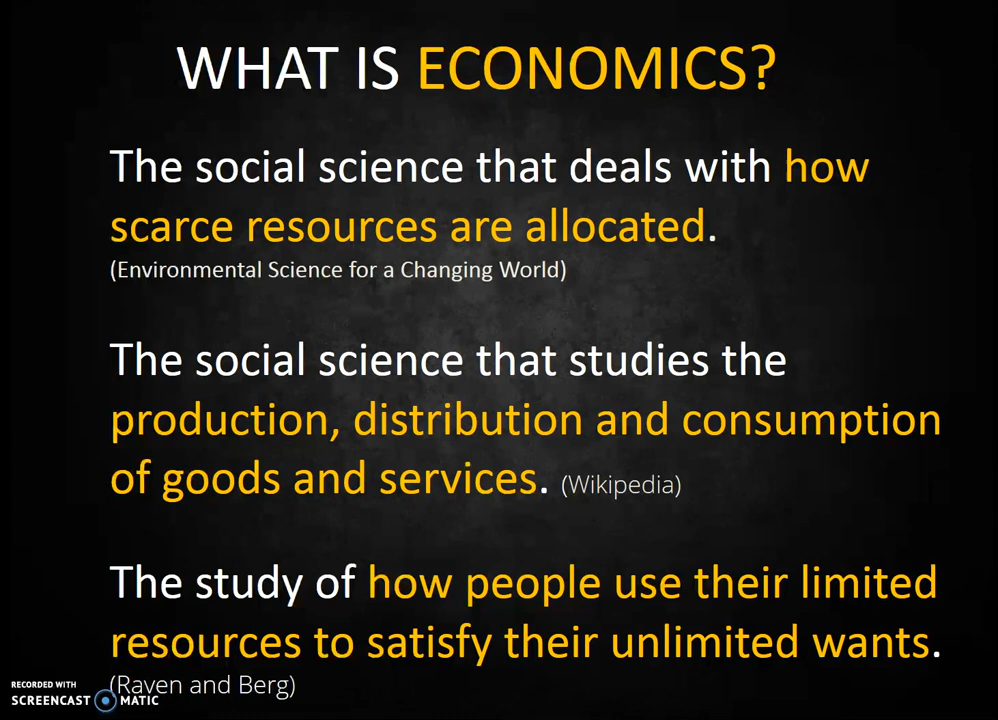 WHAT IS ECONOMICS?
The social science that deals with how
scarce resources are allocated.
(Environmental Science for a Changing World)
The social science that studies the
production, distribution and consumption
of goods and services. (Wikipedia)
The study of how people use their limited
resources to satisfy their unlimited wants.
(Raven and Berg)
RECORDED WITH
SCREENCAST MATIC